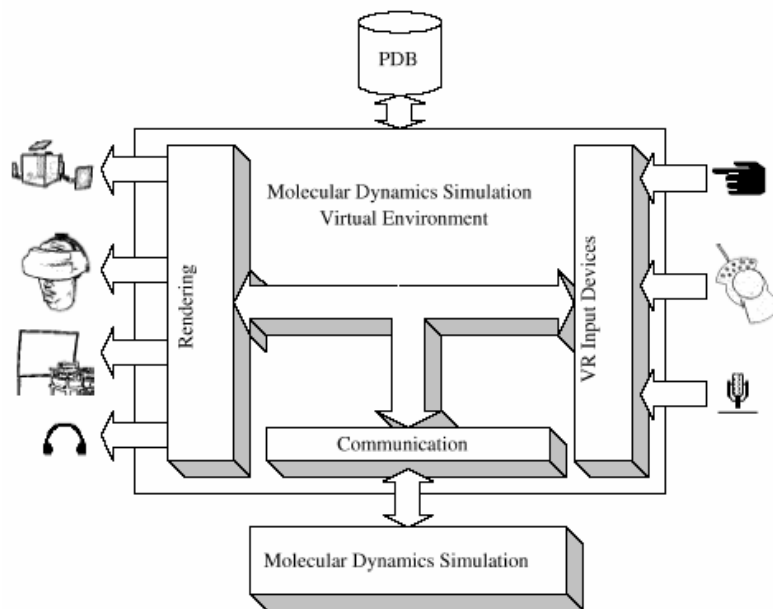 PDB
Molecular Dynamics Simulation
Virtual Environment
Rendering
VR Input Devices
Communication
Molecular Dynamics Simulation